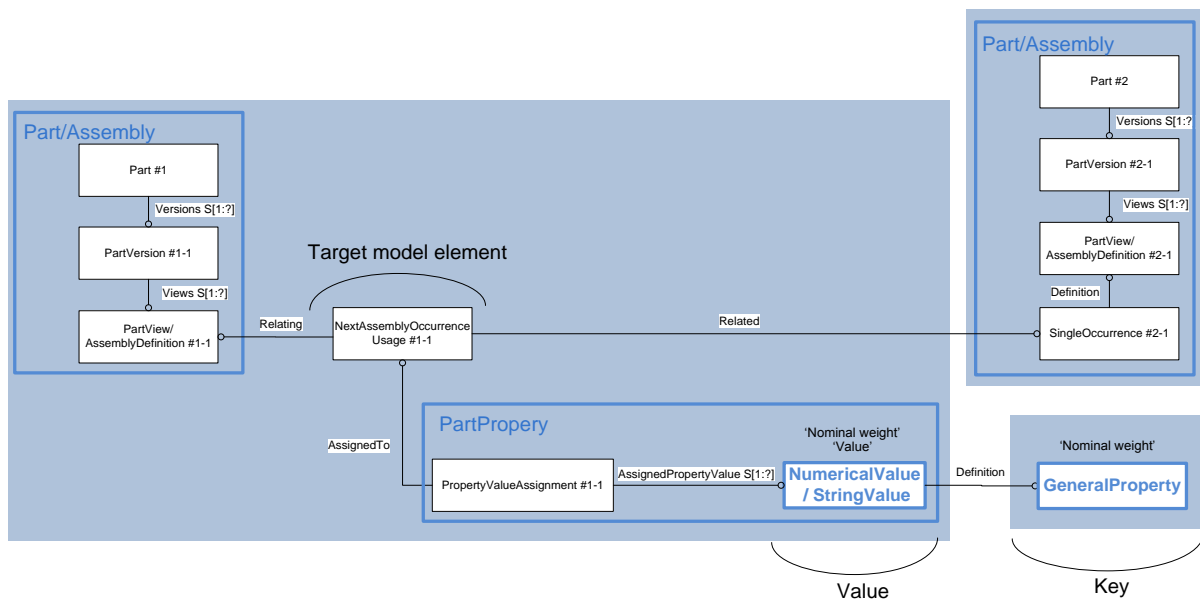 Part/Assembly
Part #2
Versions S[1:?
PartVersion #2-1
Views S[1:?]
PartView/
AssemblyDefinition #2-1
Definition
SingleOccurrence #2-1
Part/Assembly
Part #1
Versions S[1:?]
PartVersion #1-1
Views S[1:?]
PartView/
AssemblyDefinition #1-1
Target model element
Relating
NextAssemblyOccurrence
Usage #1-1
Related
AssignedTo
PartPropery
PropertyValueAssignment #1-1
AssignedPropertyValue S[1:?]
‘Nominal weight’
‘Value’
NumericalValue
/ StringValue
Definition
‘Nominal weight’
GeneralProperty
Value
Key